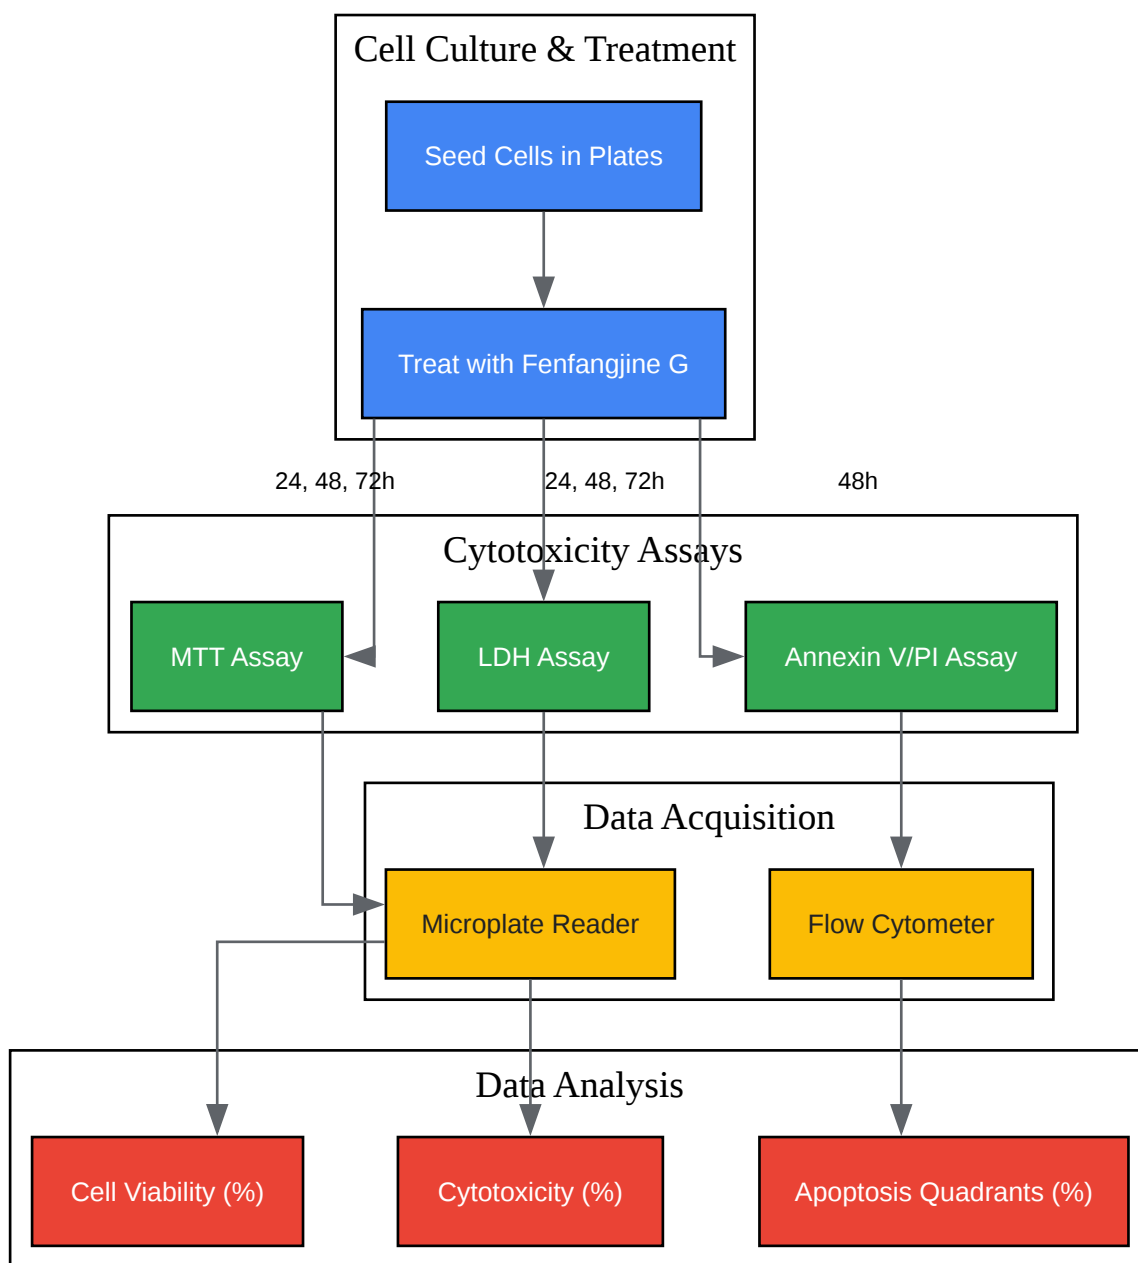 Cell Culture & Treatment
Seed Cells in Plates
Treat with Fenfangjine G
24, 48, 72h
24, 48, 72h
48h
Cytotoxicity Assays
MTT Assay
LDH Assay
Annexin V/PI Assay
Data Acquisition
Microplate Reader
Flow Cytometer
Data Analysis
Cell Viability (%)
Cytotoxicity (%)
Apoptosis Quadrants (%)